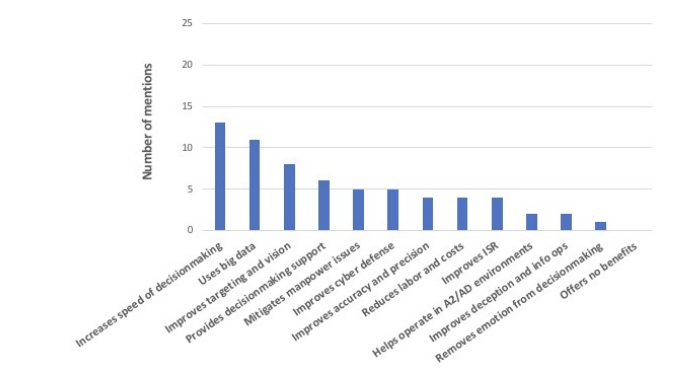 25
20
15
10
5
0
Number of mentions
Increases speed of decisionmaking
Uses big data
Improves targeting and vision
Provides decisionmaking support
Mitigates manpower issues
Improves cyber defense
Improves accuracy and precision
Reduces labor and costs
Improves ISR
Helps operate in A2/AD environments
Improves deception and info ops
Removes emotion from decisionmaking
Offers no benefits